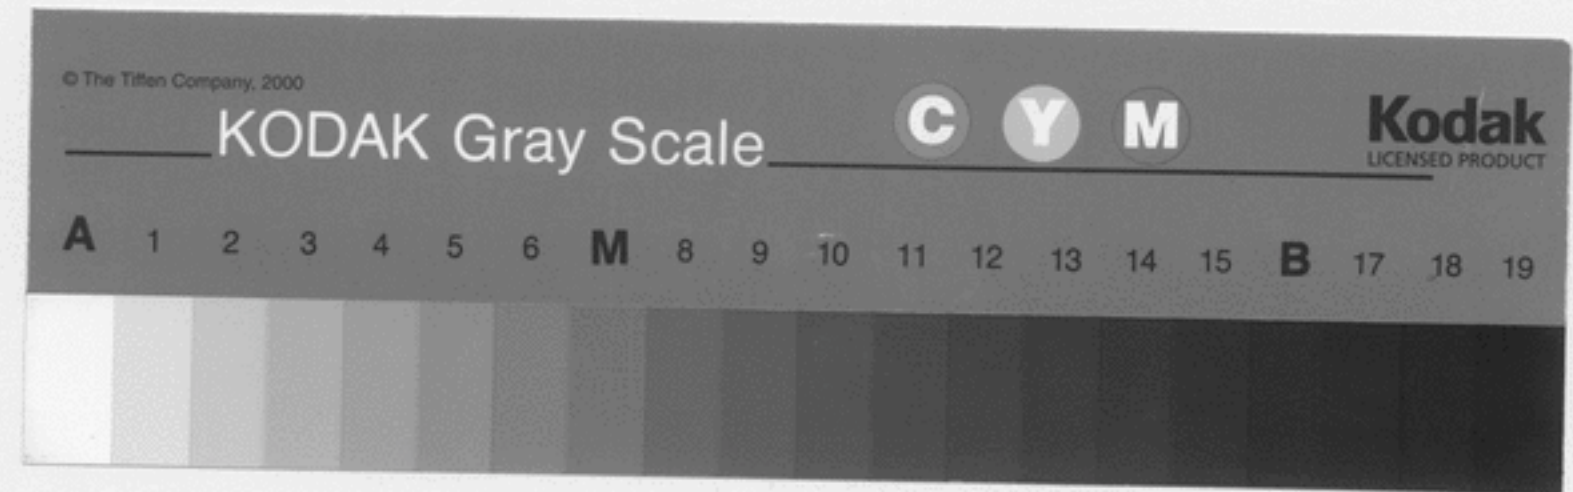 © The Tiffen Company, 2000
KODAK Gray Scale
C Y M
Kodak
LICENSED PRODUCT
A 1 2 3 4 5 6 M 8 9 10 11 12 13 14 15 B 17 18 19